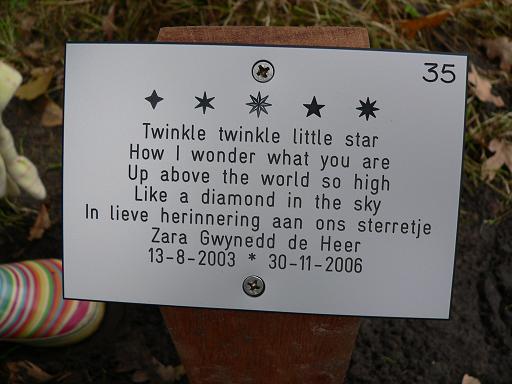 35
Twinkle twinkle little star
How I wonder what you are
Up above the world so high
Like a diamond in the sky
In lieve herinnering aan ons sterretje
Zara Gwynedd de Heer
13-8-2003 * 30-11-2006